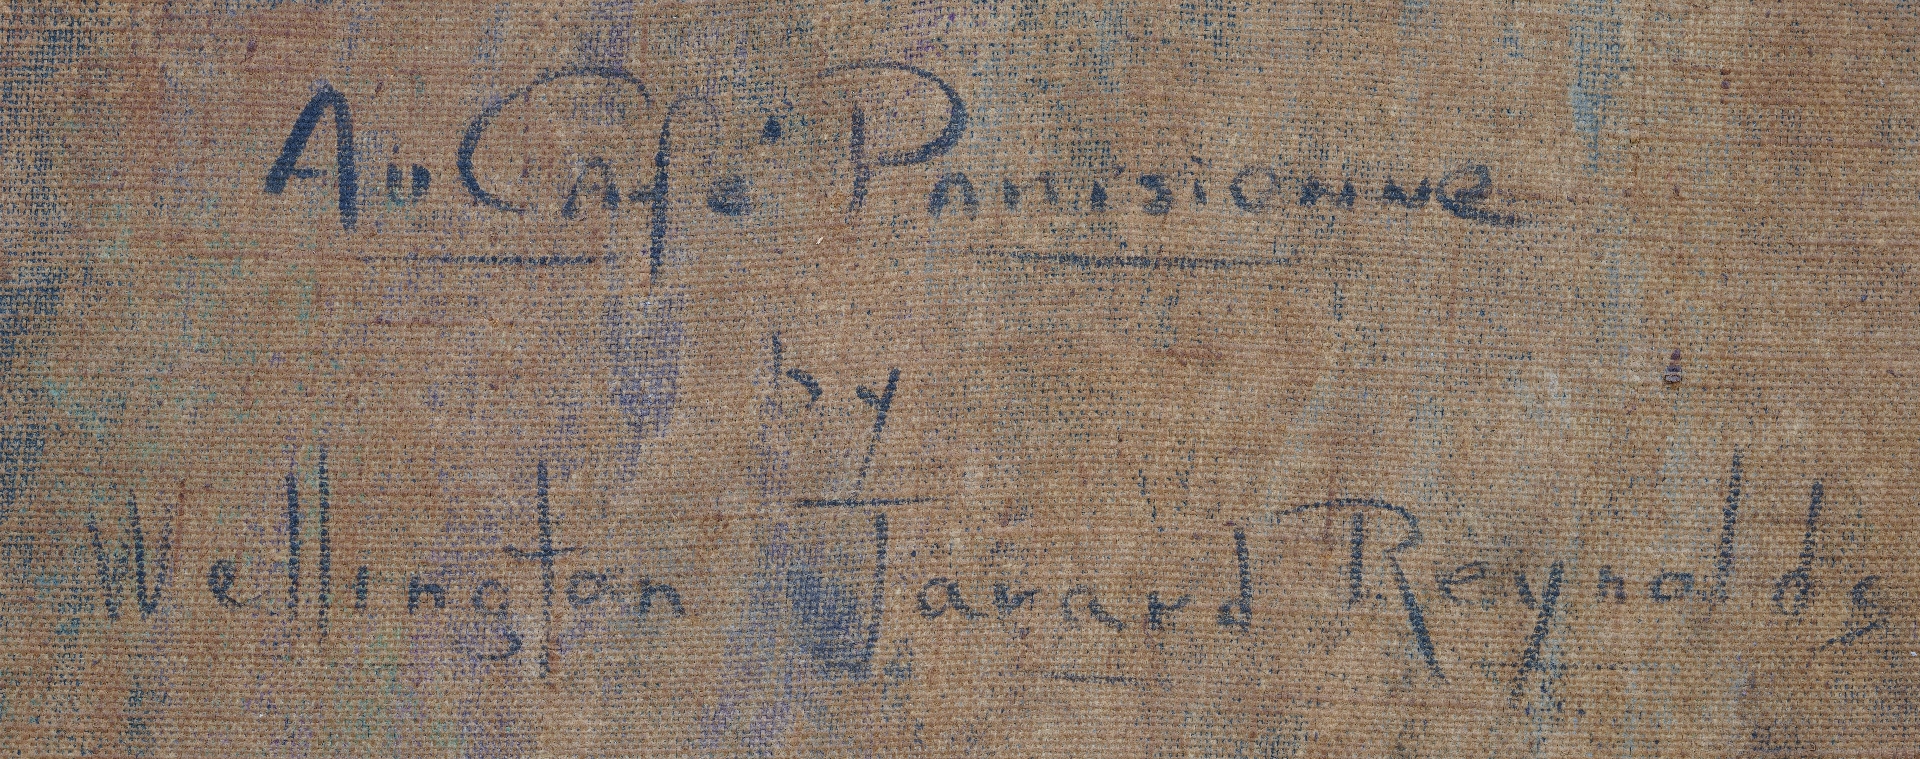 Au Café Parisienne
by
Wellington Jarard Reynolds